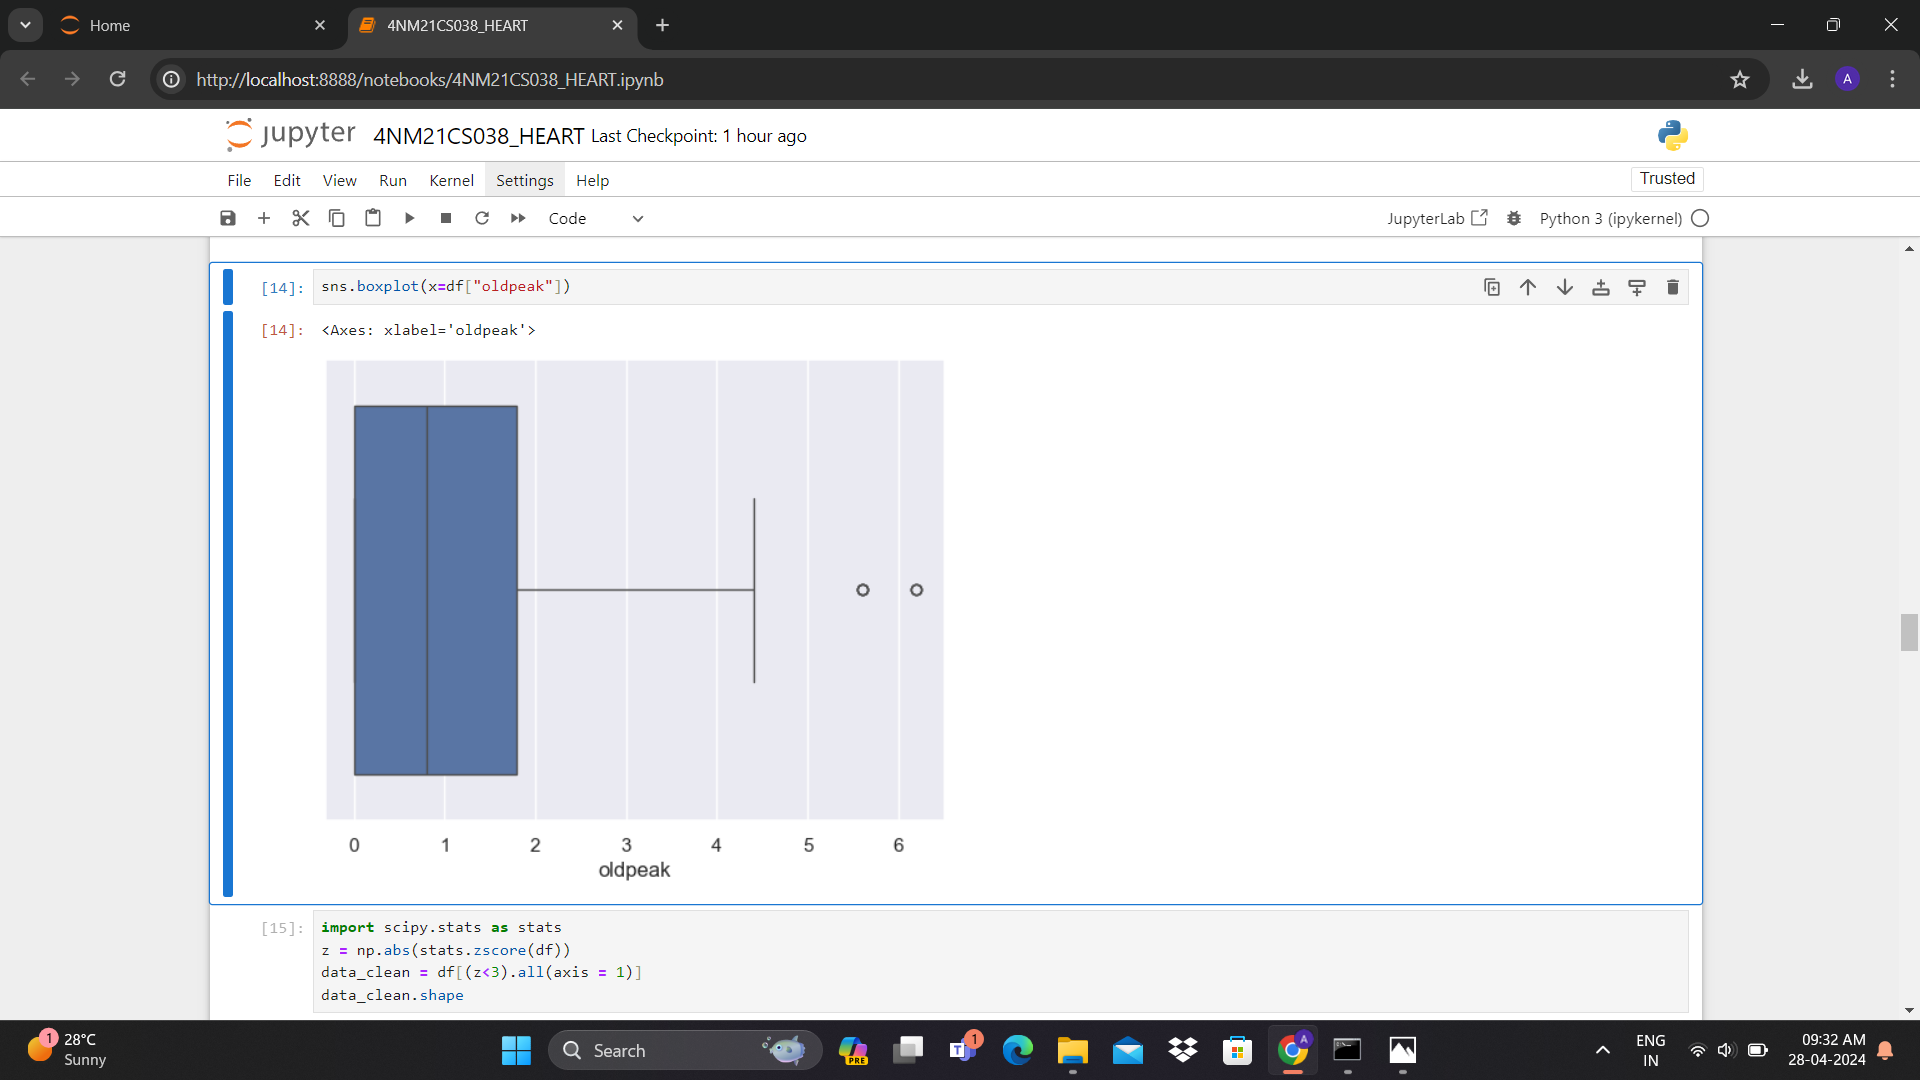 Home
4NM21CS038_HEART
http://localhost:8888/notebooks/4NM21CS038_HEART.ipynb
A
jupyter 4NM21CS038_HEART Last Checkpoint: 1 hour ago
File Edit View Run Kernel Settings Help
Trusted
Code
JupyterLab Python 3 (ipykernel)
[14]: sns.boxplot(x=df["oldpeak"])
[14]: <Axes: xlabel='oldpeak'>
0 1 2 3 4 5 6
oldpeak
[15]: import scipy.stats as stats
z = np.abs(stats.zscore(df))
data_clean = df[(z<3).all(axis = 1)]
data_clean.shape
1
28°C
Sunny
Search
PRE
T
1
A
ENG
IN
09:32 AM
28-04-2024